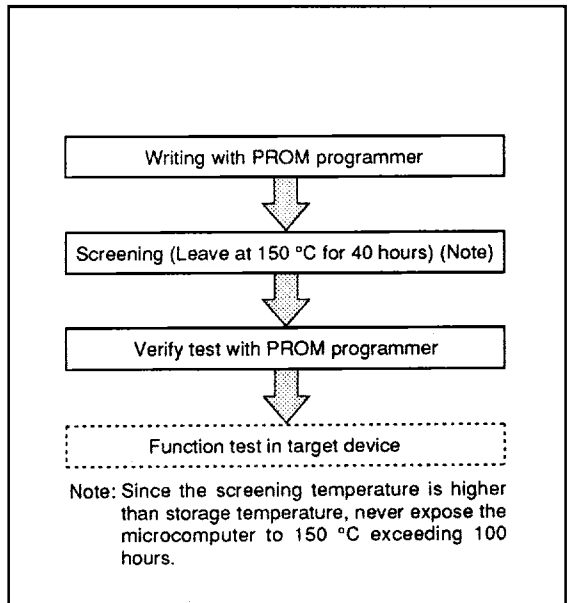 Writing with PROM programmer
Screening (Leave at 150 °C for 40 hours) (Note)
Verify test with PROM programmer
Function test in target device
Note: Since the screening temperature is higher
than storage temperature, never expose the
microcomputer to 150 °C exceeding 100
hours.